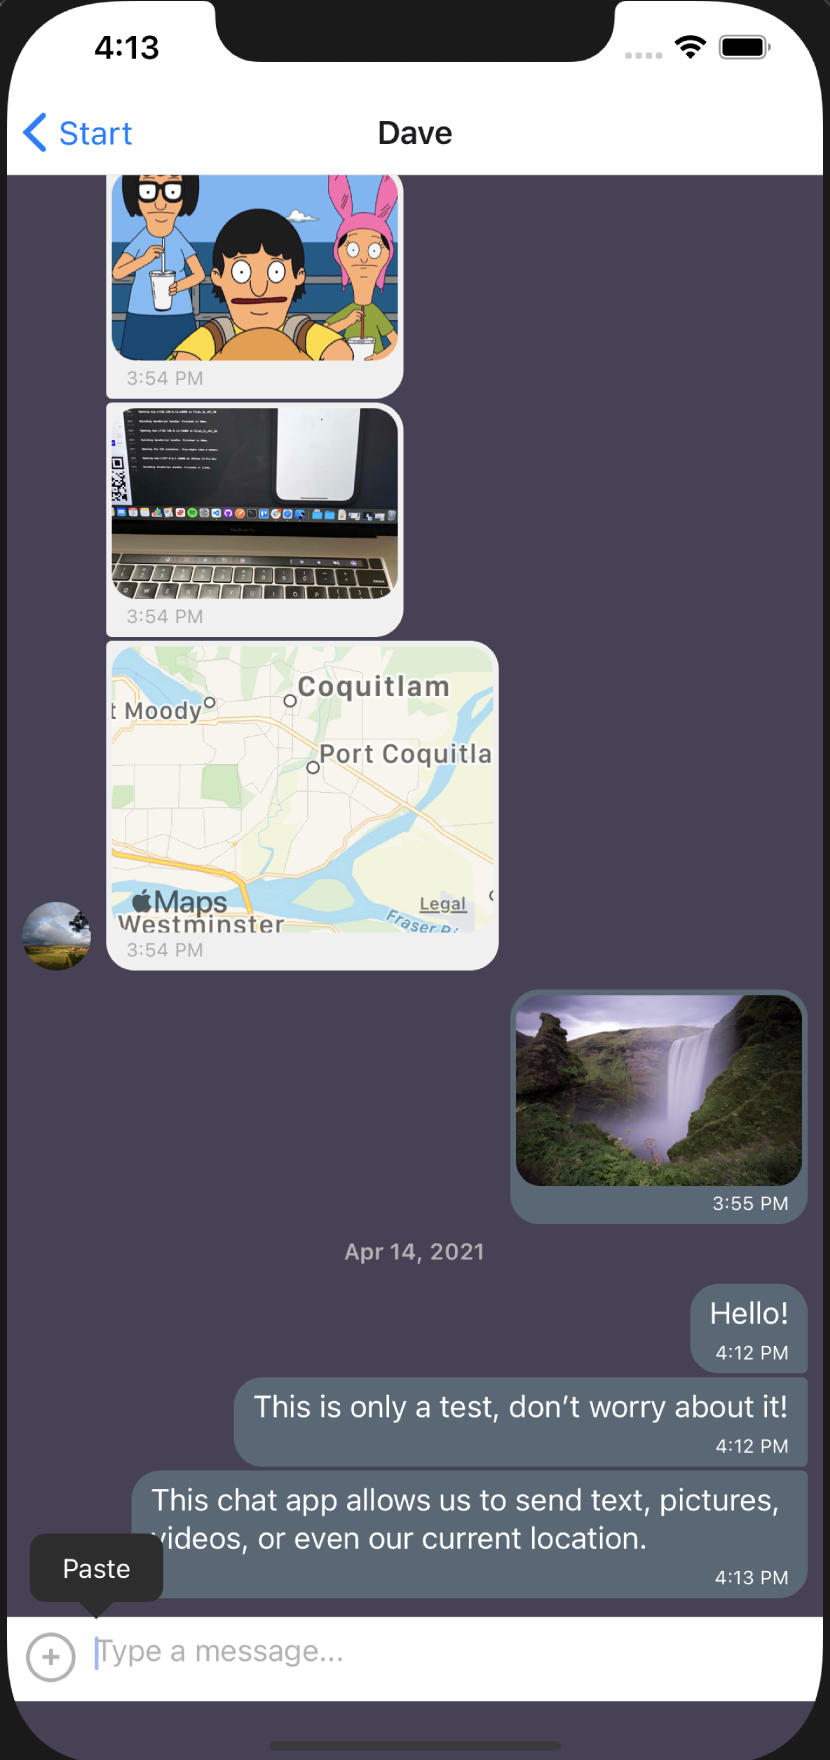 4:13
Start
Dave
3:54 PM
3:54 PM
Coquitlam
t Moody
Port Coquitla
Maps
Legal
Westminster
Fraser Ri
3:54 PM
3:55 PM
Apr 14, 2021
Hello!
4:12 PM
This is only a test, don’t worry about it!
4:12 PM
This chat app allows us to send text, pictures,
videos, or even our current location.
4:13 PM
Paste
Type a message...